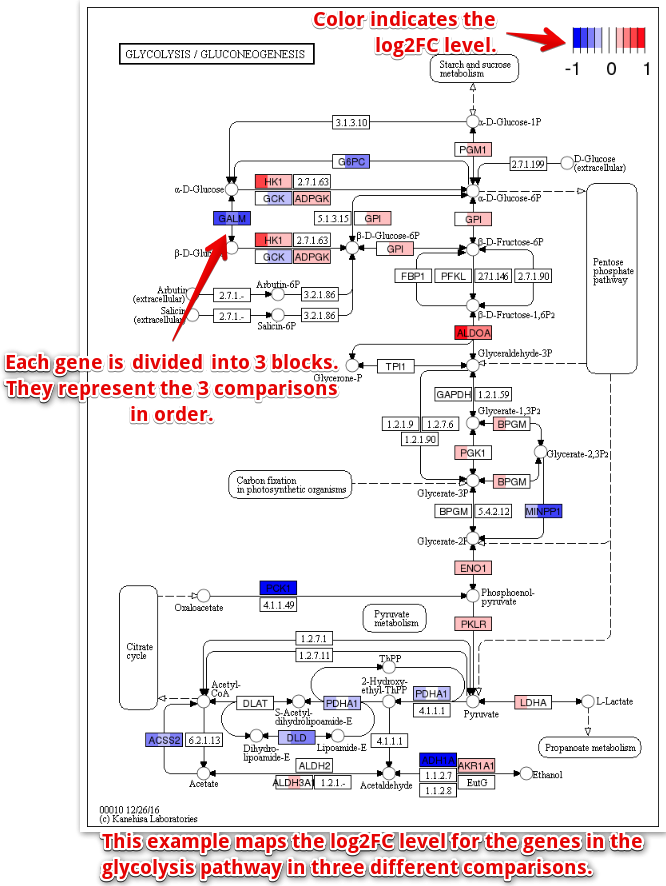 Color indicates the
log2FC level.
-1 0 1
GLYCOLYSIS / GLUCONEOGENESIS
Starch and sucrose
metabolism
3.1.3.10
α-D-Glucose-1P
PGM1
G6PC
2.7.1.199
D-Glucose
(extracellular)
α-D-Glucose
HK1 2.7.1.63
GCK ADPGK
α-D-Glucose-6P
GALM
5.1.3.15 GPI
GPI
β-D-Glucose-6P
HK1 2.7.1.63
GCK ADPGK
GPI
β-D-Fructose-6P
Pentose
phosphate
pathway
FBP1 PFKL 2.7.1.146 2.7.1.90
Arbutin
(extracellular)
2.7.1.-
Arbutin-6P
3.2.1.86
Salicin
(extracellular)
2.7.1.-
Salicin-6P
3.2.1.86
β-D-Fructose-1,6P2
ALDOA
Each gene is divided into 3 blocks.
They represent the 3 comparisons
in order.
Glyceraldehyde-3P
Glycerone-P
TPI1
GAPDH 1.2.1.59
Glycerate-1,3P2
1.2.1.9 1.2.7.6
1.2.1.90
BPGM
PGK1
Glycerate-2,3P2
Carbon fixation
in photosynthetic organisms
BPGM
Glycerate-3P
BPGM 5.4.2.12
MINPP1
Glycerate-2P
ENO1
PCK1
4.1.1.49
Oxaloacetate
Phosphoenol-
pyruvate
Pyruvate
metabolism
PKLR
Citrate
cycle
1.2.7.1
1.2.7.11
ThPP
Acetyl-
CoA
2-Hydroxy-
ethyl-ThPP
DLAT
PDHA1
PDHA1
4.1.1.1
Pyruvate
LDHA
L-Lactate
S-Acetyl-
dihydrolipoamide-E
ACSS2 6.2.1.13
DLD
Dihydro-
lipoamide-E
Lipoamide-E
4.1.1.1
Propanoate metabolism
ALDH2
ALDH3A1 1.2.1.-
Acetate
Acetaldehyde
ADH1A AKR1A1
1.1.2.7 EutG
1.1.2.8
Ethanol
00010 12/26/16
(c) Kanehisa Laboratories
This example maps the log2FC level for the genes in the
glycolysis pathway in three different comparisons.